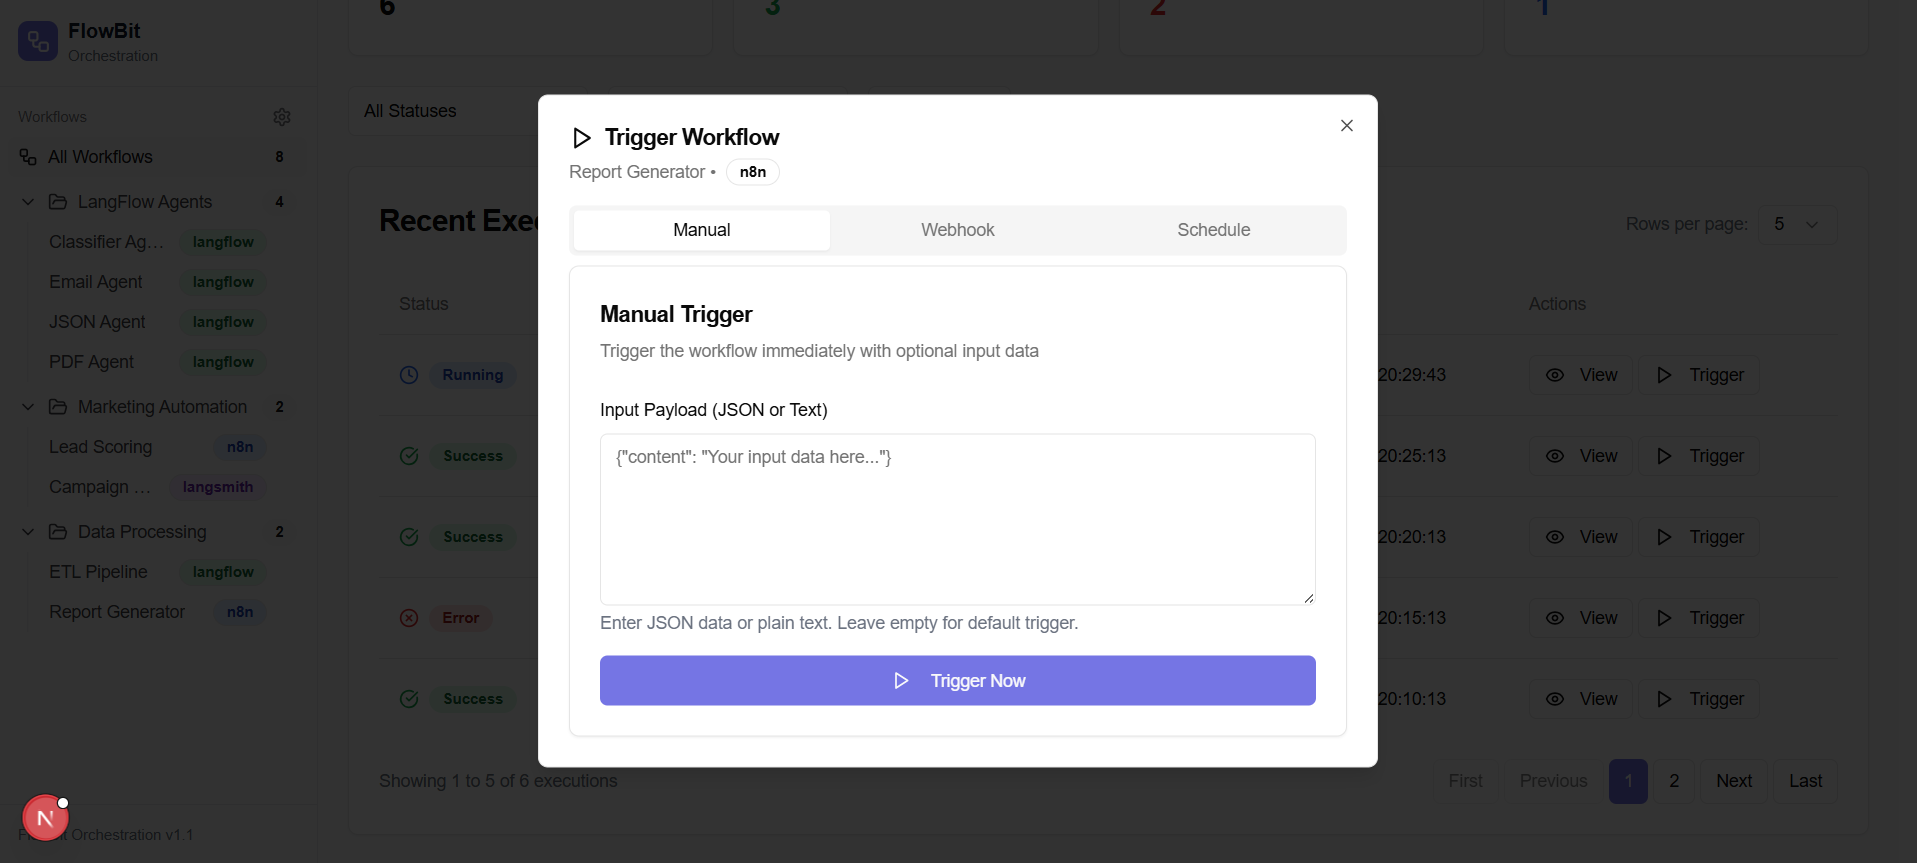 FlowBit
Orchestration
6
3
2
1
Workflows
All Workflows 8
LangFlow Agents 4
Classifier Ag... langflow
Email Agent langflow
JSON Agent langflow
PDF Agent langflow
Marketing Automation 2
Lead Scoring n8n
Campaign ... langsmith
Data Processing 2
ETL Pipeline langflow
Report Generator n8n
All Statuses
Recent Exe
Rows per page: 5
Status
Actions
Running
20:29:43 View Trigger
Success
20:25:13 View Trigger
Success
20:20:13 View Trigger
Error
20:15:13 View Trigger
Success
20:10:13 View Trigger
Showing 1 to 5 of 6 executions
First Previous 1 2 Next Last
Trigger Workflow
Report Generator • n8n
Manual Webhook Schedule
Manual Trigger
Trigger the workflow immediately with optional input data
Input Payload (JSON or Text)
{"content": "Your input data here..."}
Enter JSON data or plain text. Leave empty for default trigger.
Trigger Now
N
Orchestration v1.1